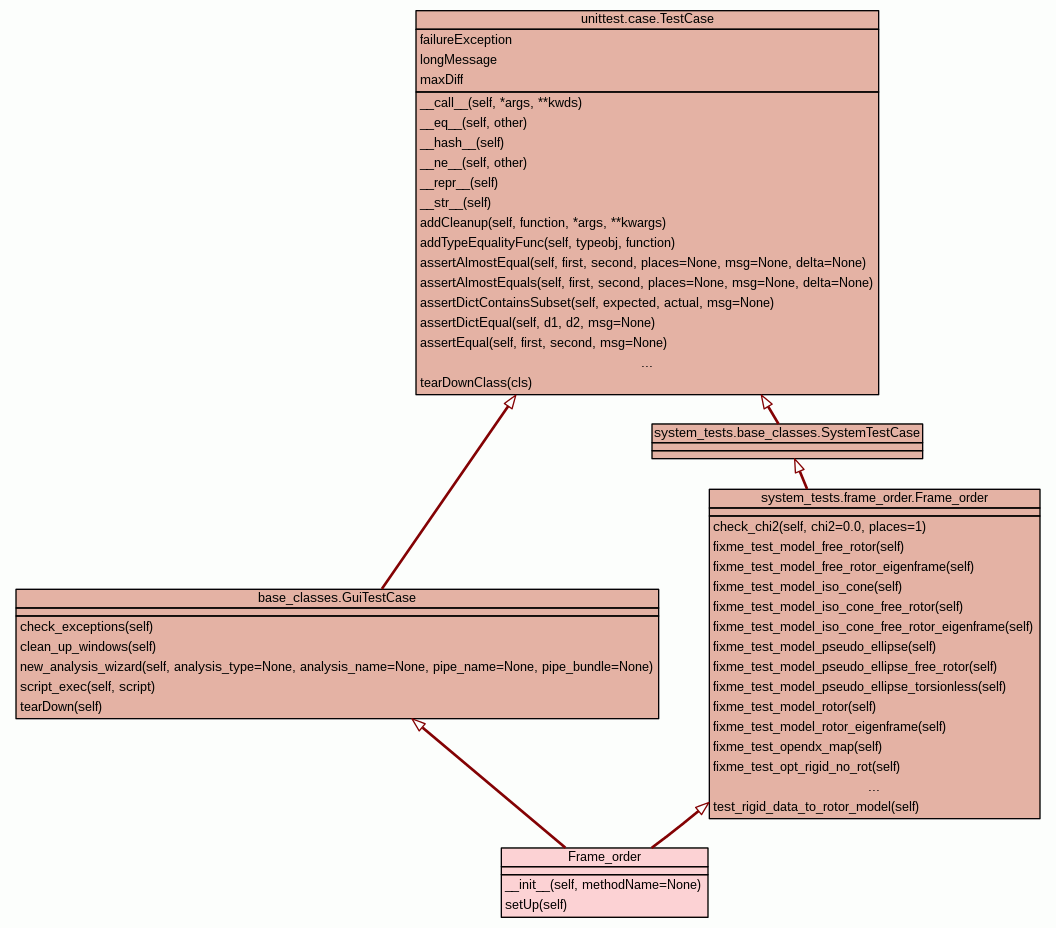 unittest.case.TestCase
failureException
longMessage
maxDiff
__call__(self, *args, **kwds)
__eq__(self, other)
__hash__(self)
__ne__(self, other)
__repr__(self)
__str__(self)
addCleanup(self, function, *args, **kwargs)
addTypeEqualityFunc(self, typeobj, function)
assertAlmostEqual(self, first, second, places=None, msg=None, delta=None)
assertAlmostEquals(self, first, second, places=None, msg=None, delta=None)
assertDictContainsSubset(self, expected, actual, msg=None)
assertDictEqual(self, d1, d2, msg=None)
assertEqual(self, first, second, msg=None)
...
tearDownClass(cls)
system_tests.base_classes.SystemTestCase
system_tests.frame_order.Frame_order
check_chi2(self, chi2=0.0, places=1)
fixme_test_model_free_rotor(self)
fixme_test_model_free_rotor_eigenframe(self)
fixme_test_model_iso_cone(self)
fixme_test_model_iso_cone_free_rotor(self)
fixme_test_model_iso_cone_free_rotor_eigenframe(self)
fixme_test_model_pseudo_ellipse(self)
fixme_test_model_pseudo_ellipse_free_rotor(self)
fixme_test_model_pseudo_ellipse_torsionless(self)
fixme_test_model_rotor(self)
fixme_test_model_rotor_eigenframe(self)
fixme_test_opendx_map(self)
fixme_test_opt_rigid_no_rot(self)
...
test_rigid_data_to_rotor_model(self)
base_classes.GuiTestCase
check_exceptions(self)
clean_up_windows(self)
new_analysis_wizard(self, analysis_type=None, analysis_name=None, pipe_name=None, pipe_bundle=None)
script_exec(self, script)
tearDown(self)
Frame_order
__init__(self, methodName=None)
setUp(self)